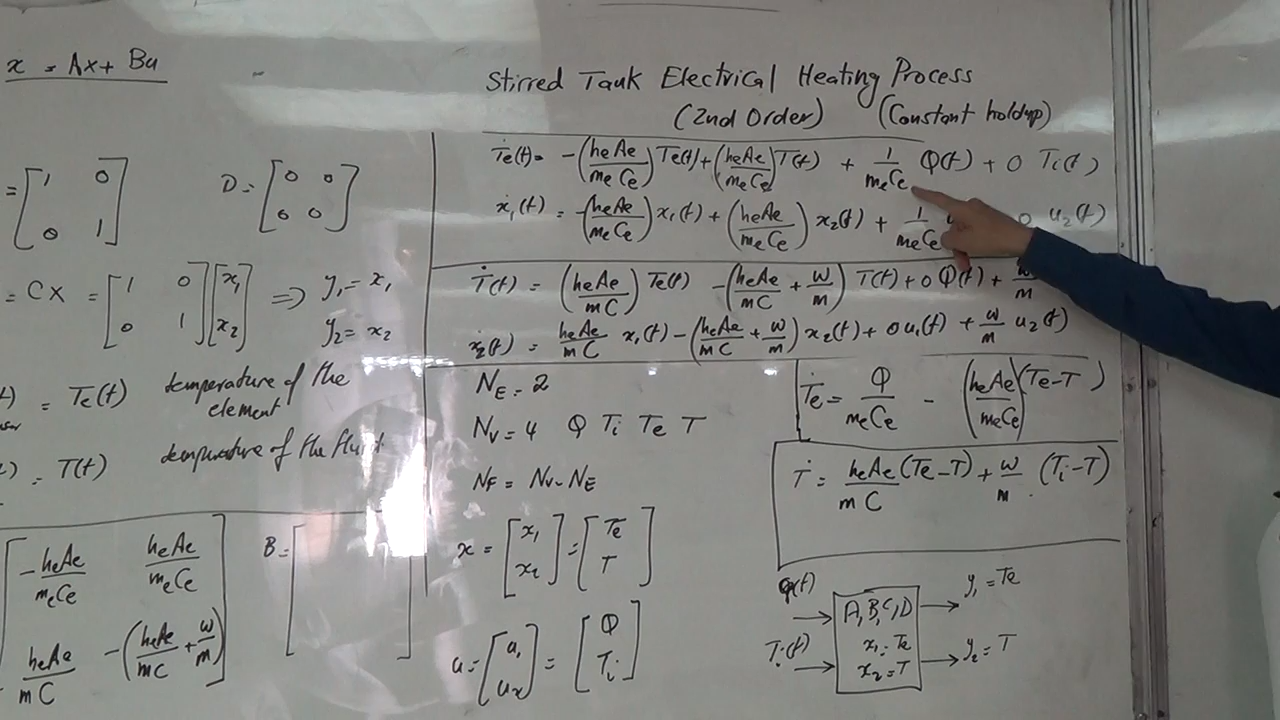 x = Ax + Bu
Stirred Tank Electrical Heating Process
(2nd Order) (Constant holdup)
= [1 0; 0 1]
D = [0 0; 0 0]
= CX = [1 0; 0 1] [x₁; x₂] ⇒ y₁ = x₁
y₂ = x₂
= Te(t) temperature of the
element
= T(t) temperature of the fluid
[-heAe/meCe heAe/meCe; heAe/mC -(heAe/mC + w/m)]
B = [ ]
Ṫe(t) = -(heAe/meCe) Te(t) + (heAe/meCe) T(t) + 1/meCe Q(t) + 0 Ti(t)
ẋ₁(t) = -(heAe/meCe) x₁(t) + (heAe/meCe) x₂(t) + 1/meCe 0 u₂(t)
Ṫ(t) = (heAe/mC) Te(t) - (heAe/mC + w/m) T(t) + 0 Q(t) + w/m
ẋ₂(t) = heAe/mC x₁(t) - (heAe/mC + w/m) x₂(t) + 0 u₁(t) + w/m u₂(t)
NE = 2
NV = 4 Q Ti Te T
NF = NV - NE
x = [x₁; x₂] = [Te; T]
u = [u₁; u₂] = [Q; Ti]
Ṫe = Q/meCe - (heAe/meCe)(Te-T)
Ṫ = heAe/mC (Te-T) + w/m (Ti-T)
Q(t) A,B,C,D y₁ = Te
x₁ = Te
Ti(t) x₂ = T y₂ = T